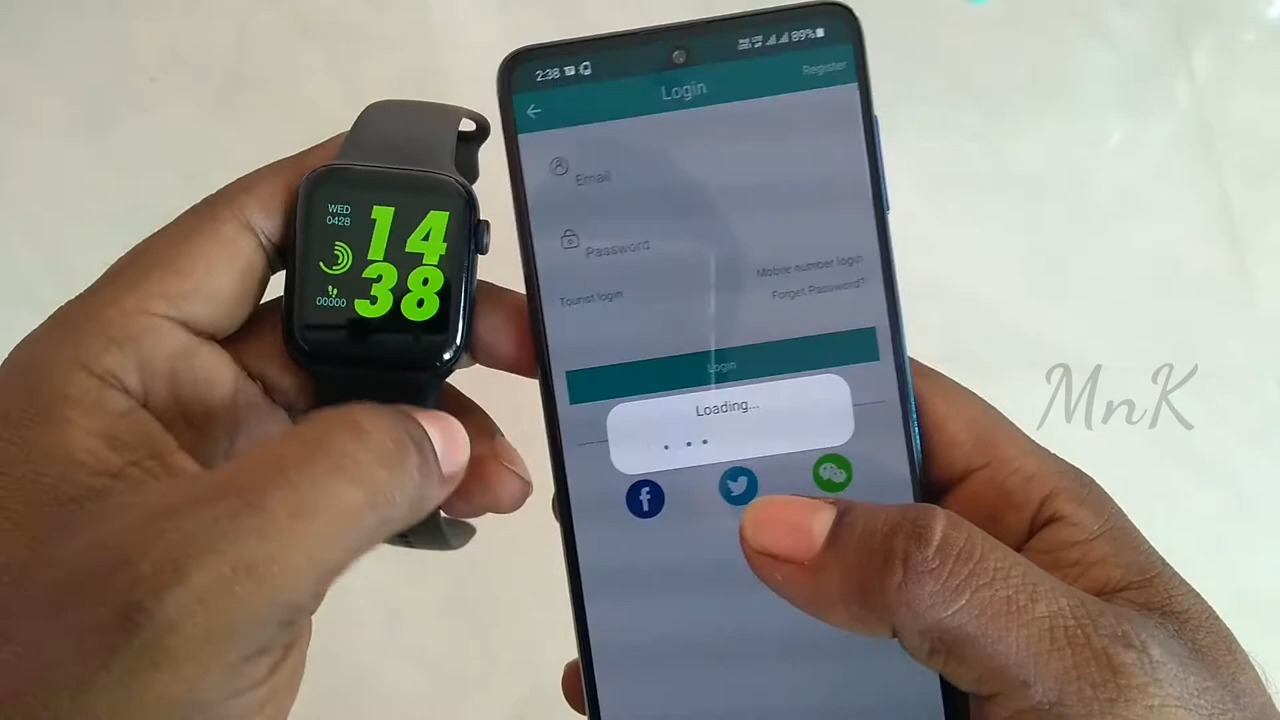 WED
0428
14
38
00000
2:38
89%
Login
Register
Email
Password
Mobile number login
Tourist login
Forget Password?
Login
Loading...
MnK